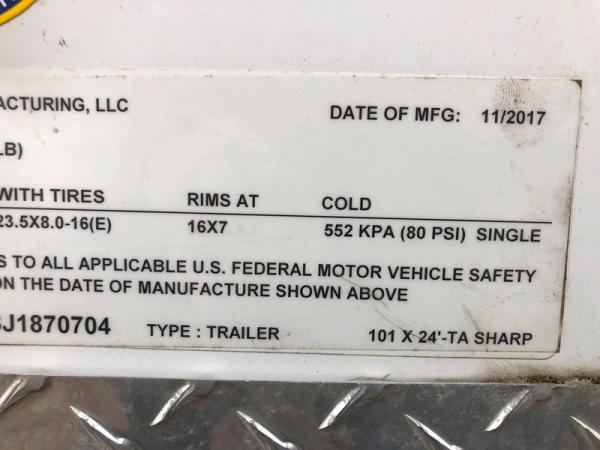 ACTURING, LLC
DATE OF MFG: 11/2017
LB)
WITH TIRES RIMS AT COLD
23.5X8.0-16(E) 16X7 552 KPA (80 PSI) SINGLE
S TO ALL APPLICABLE U.S. FEDERAL MOTOR VEHICLE SAFETY
ON THE DATE OF MANUFACTURE SHOWN ABOVE
J1870704 TYPE : TRAILER 101 X 24'-TA SHARP